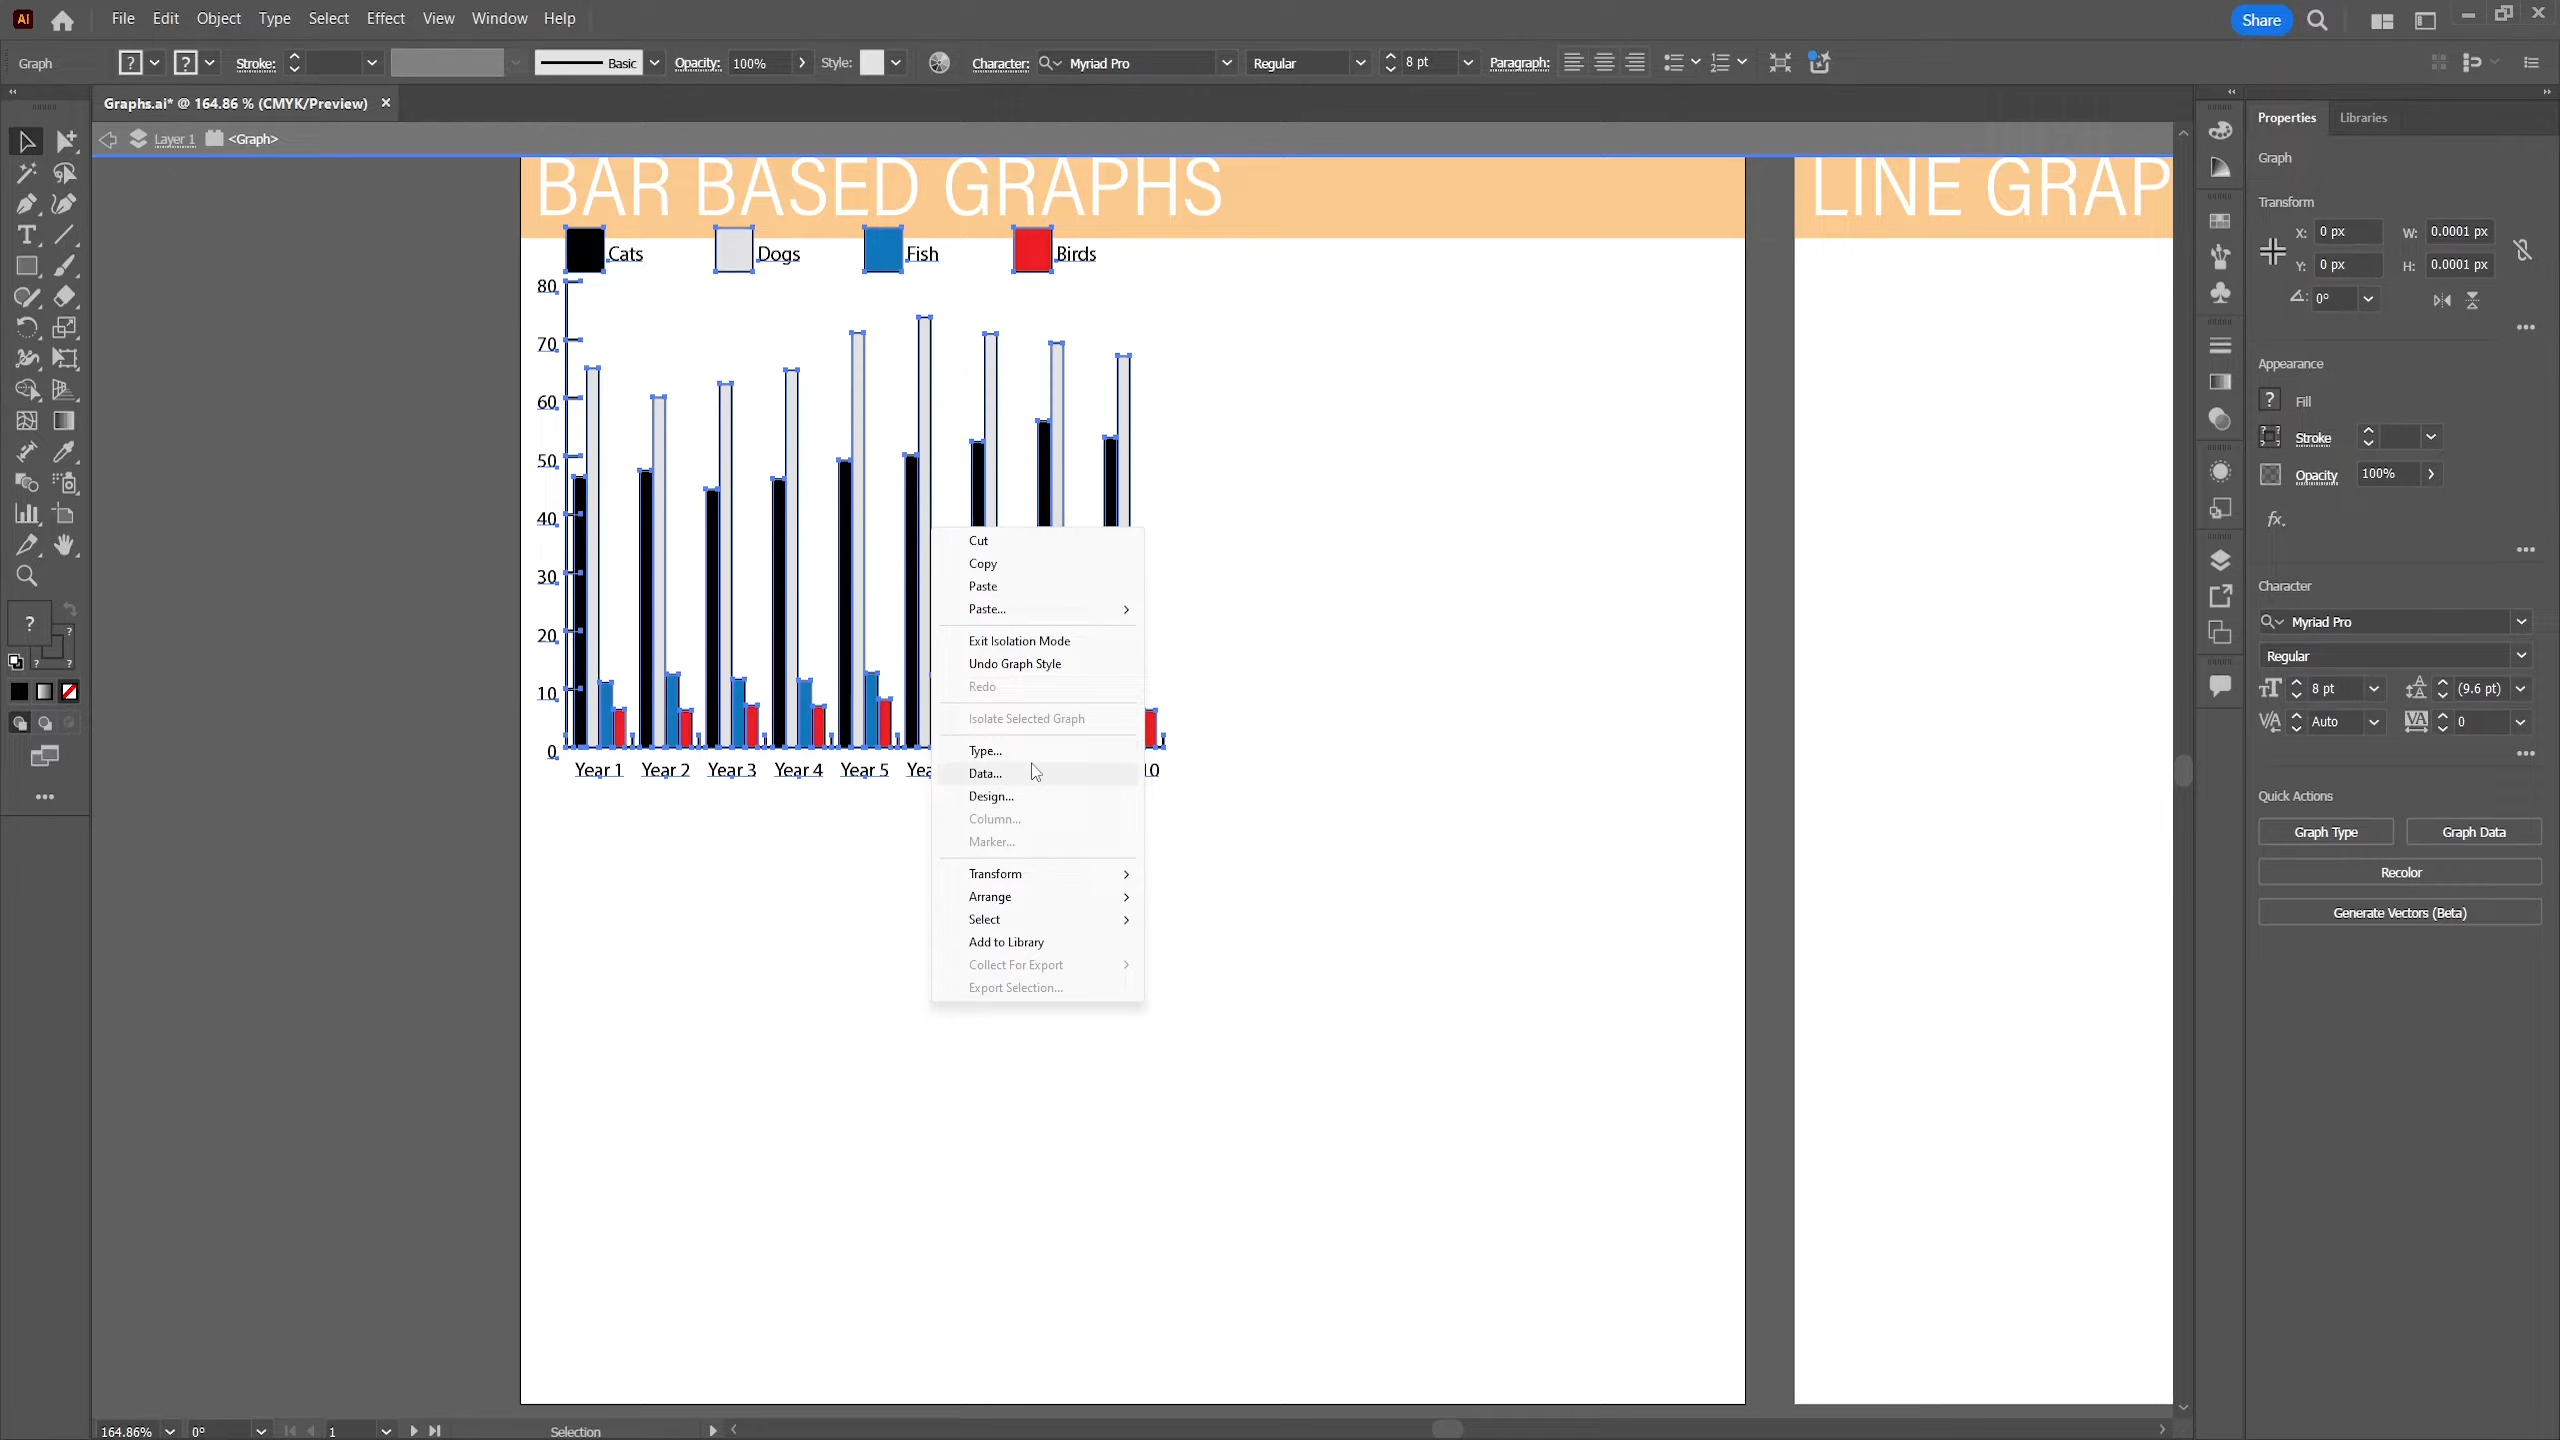 Ai File Edit Object Type Select Effect View Window Help Share
Graph ? ? Stroke: Basic Opacity: 100% Style: Character: Myriad Pro Regular 8 pt Paragraph:
Graphs.ai* @ 164.86 % (CMYK/Preview)
Layer 1 <Graph>
BAR BASED GRAPHS
LINE GRAP
Cats Dogs Fish Birds
80
70
60
50
40
30
20
10
0
Year 1 Year 2 Year 3 Year 4 Year 5 Yea 10
Cut
Copy
Paste
Paste...
Exit Isolation Mode
Undo Graph Style
Redo
Isolate Selected Graph
Type...
Data...
Design...
Column...
Marker...
Transform
Arrange
Select
Add to Library
Collect For Export
Export Selection...
Properties Libraries
Graph
Transform
X: 0 px W: 0.0001 px
Y: 0 px H: 0.0001 px
0°
Appearance
? Fill
Stroke
Opacity 100%
fx
Character
Myriad Pro
Regular
8 pt (9.6 pt)
Auto 0
Quick Actions
Graph Type Graph Data
Recolor
Generate Vectors (Beta)
164.86% 0° 1 Selection